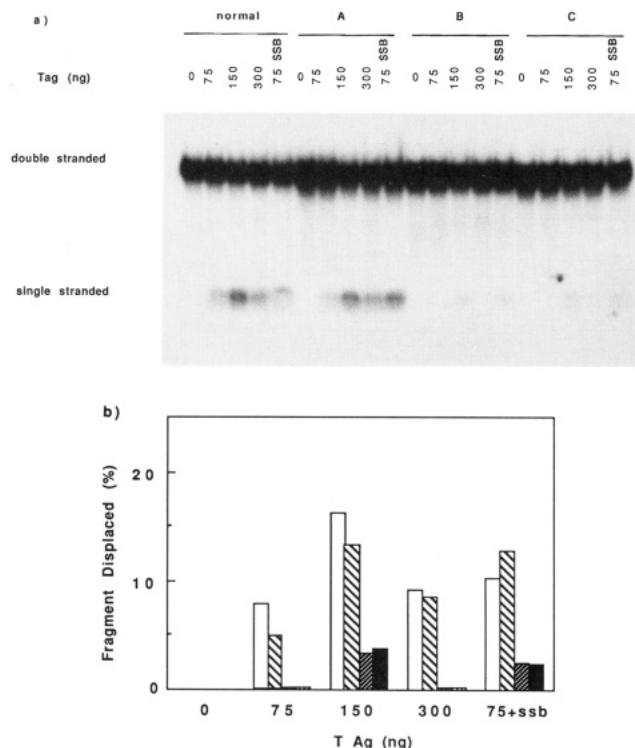 a)
normal A B C
Tag (ng) 0 75 150 300 75 SSB 0 75 150 300 75 SSB 0 75 150 300 75 SSB 0 75 150 300 75 SSB
double stranded
single stranded
b)
20
10
0
Fragment Displaced (%)
0 75 150 300 75+ssb
T Ag (ng)